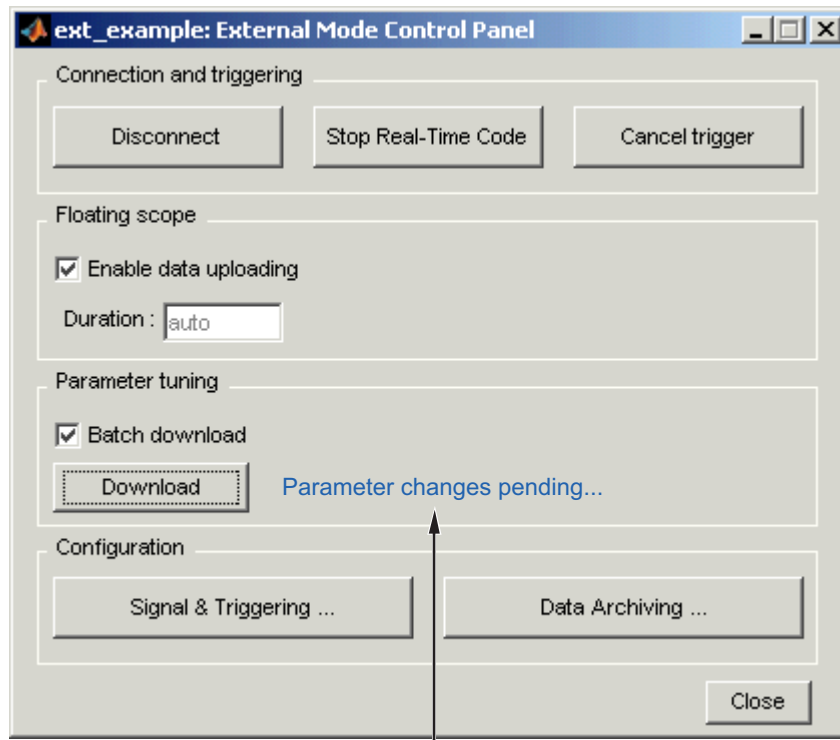 ext_example: External Mode Control Panel
Connection and triggering
Disconnect Stop Real-Time Code Cancel trigger
Floating scope
Enable data uploading
Duration : auto
Parameter tuning
Batch download
Download Parameter changes pending...
Configuration
Signal & Triggering ... Data Archiving ...
Close